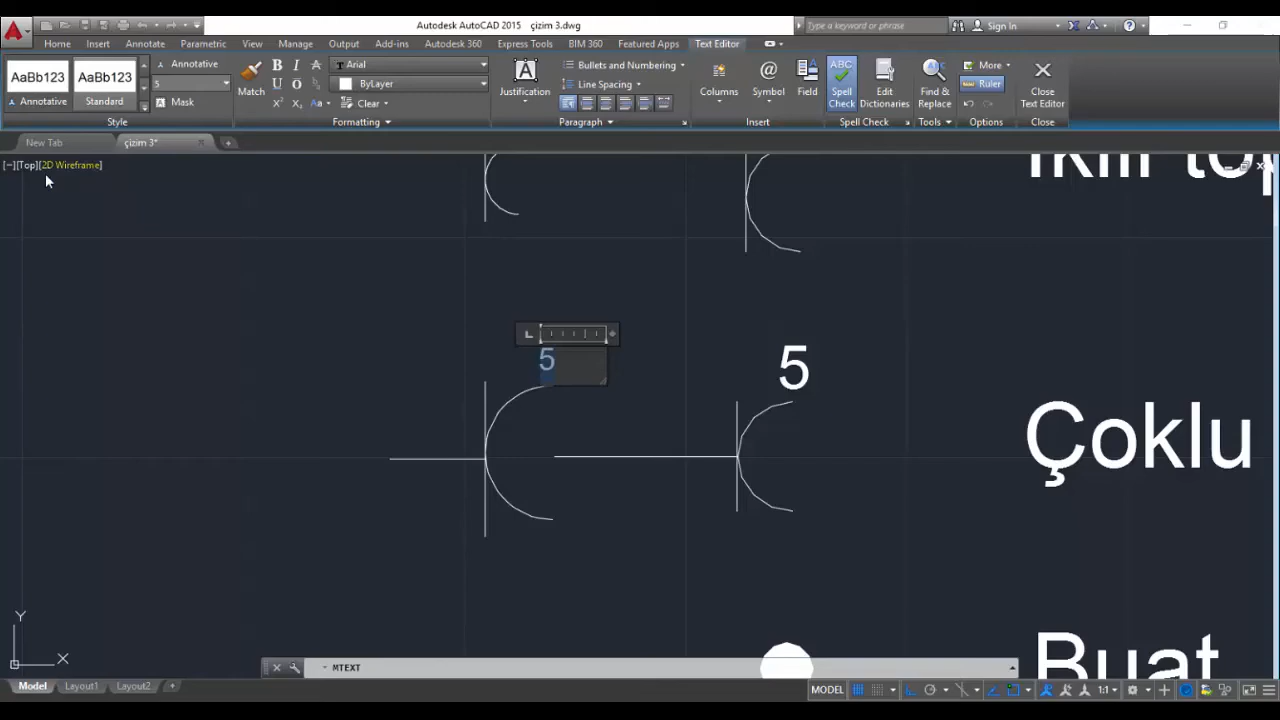 Autodesk AutoCAD 2015 çizim 3.dwg
Type a keyword or phrase
Sign In
Home Insert Annotate Parametric View Manage Output Add-ins Autodesk 360 Express Tools BIM 360 Featured Apps Text Editor
AaBb123 AaBb123
Annotative Standard
Annotative
5
Mask
Style
Match
B I A Arial
U O ByLayer
Aa Clear
Formatting
Justification
Bullets and Numbering
Line Spacing
Paragraph
Columns
@
Symbol
Field
Insert
ABC
Spell
Check
Edit
Dictionaries
Spell Check
Find &
Replace
Tools
More
Ruler
Options
Close
Text Editor
Close
New Tab
çizim 3*
[−][Top][2D Wireframe]
5
5
Çoklu
Buat
Y
X
MTEXT
Model Layout1 Layout2
MODEL
1:1